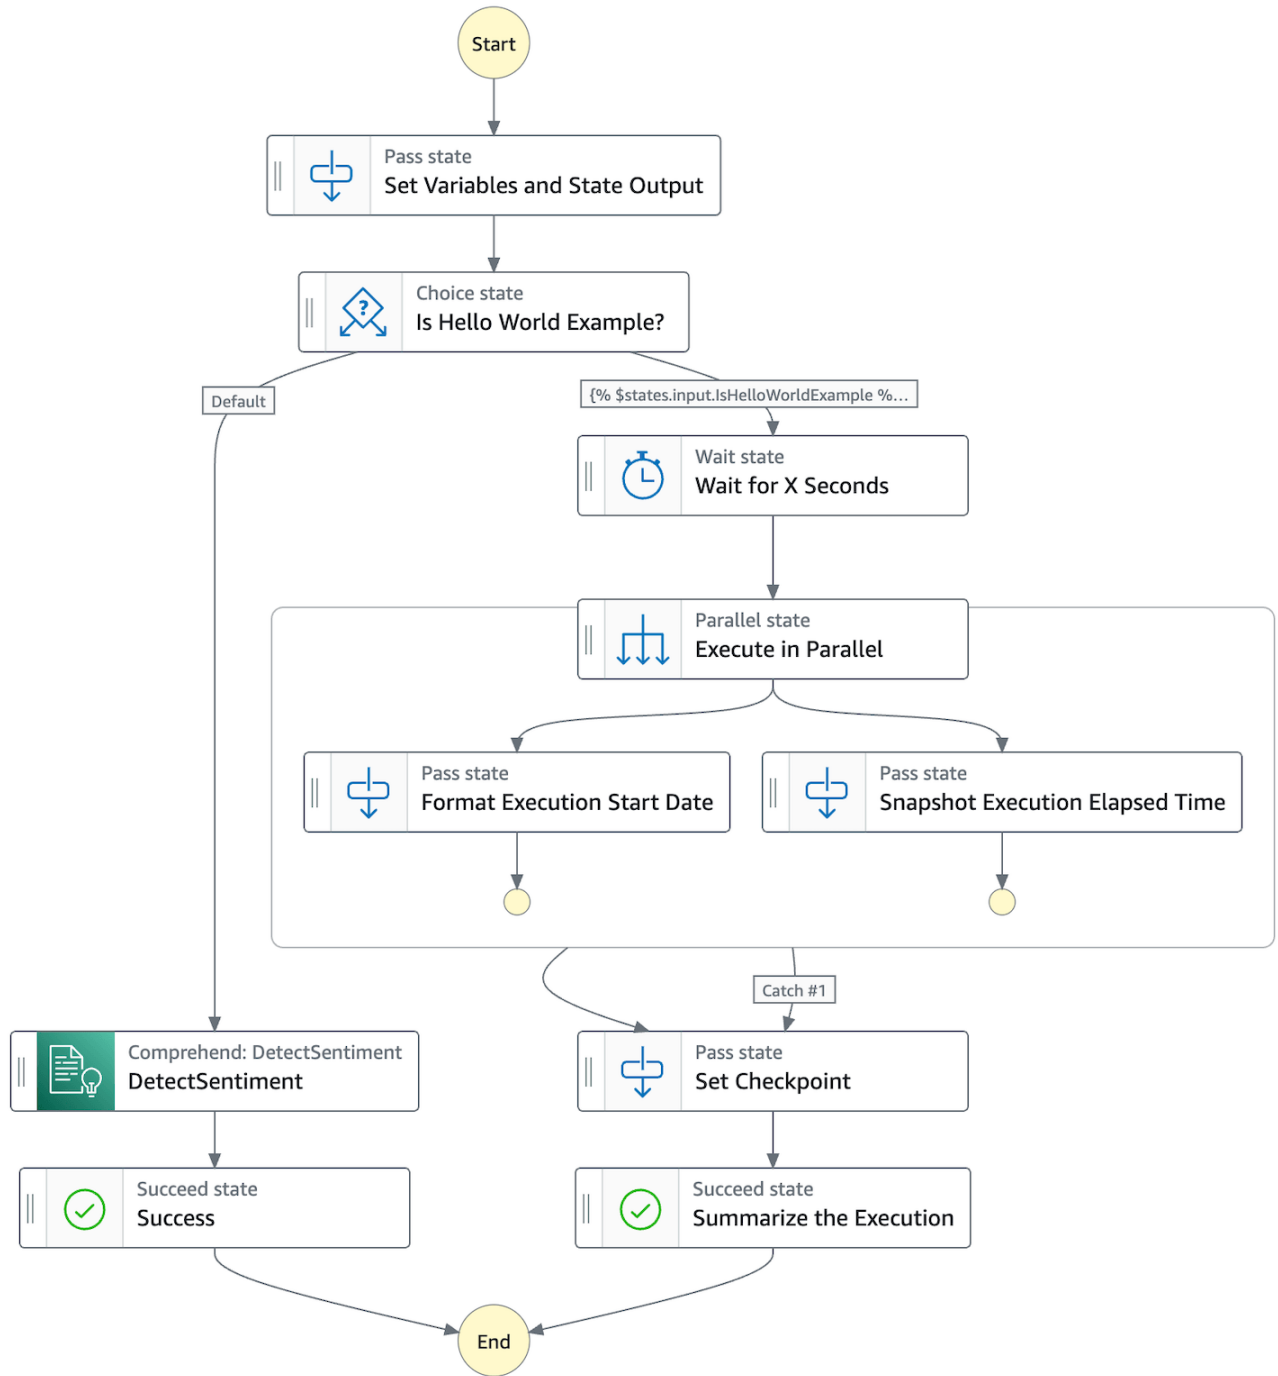 Start
Pass state
Set Variables and State Output
Choice state
Is Hello World Example?
Default
{% $states.input.IsHelloWorldExample %...
Wait state
Wait for X Seconds
Parallel state
Execute in Parallel
Pass state
Format Execution Start Date
Pass state
Snapshot Execution Elapsed Time
Catch #1
Comprehend: DetectSentiment
DetectSentiment
Pass state
Set Checkpoint
Succeed state
Success
Succeed state
Summarize the Execution
End